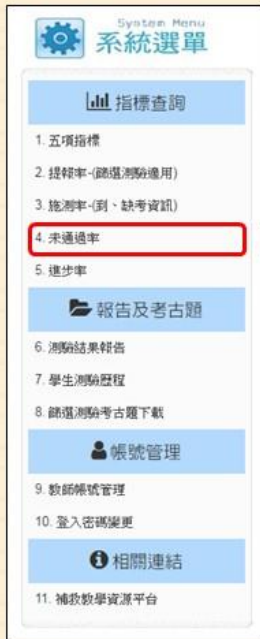 System Menu
系統選單
指標查詢
1. 五項指標
2. 提報率-(篩選測驗適用)
3. 施測率-(到、缺考資訊)
4. 未通過率
5. 進步率
報告及考古題
6. 測驗結果報告
7. 學生測驗歷程
8. 篩選測驗考古題下載
帳號管理
9. 教師帳號管理
10. 登入密碼變更
相關連結
11. 補救教學資源平台